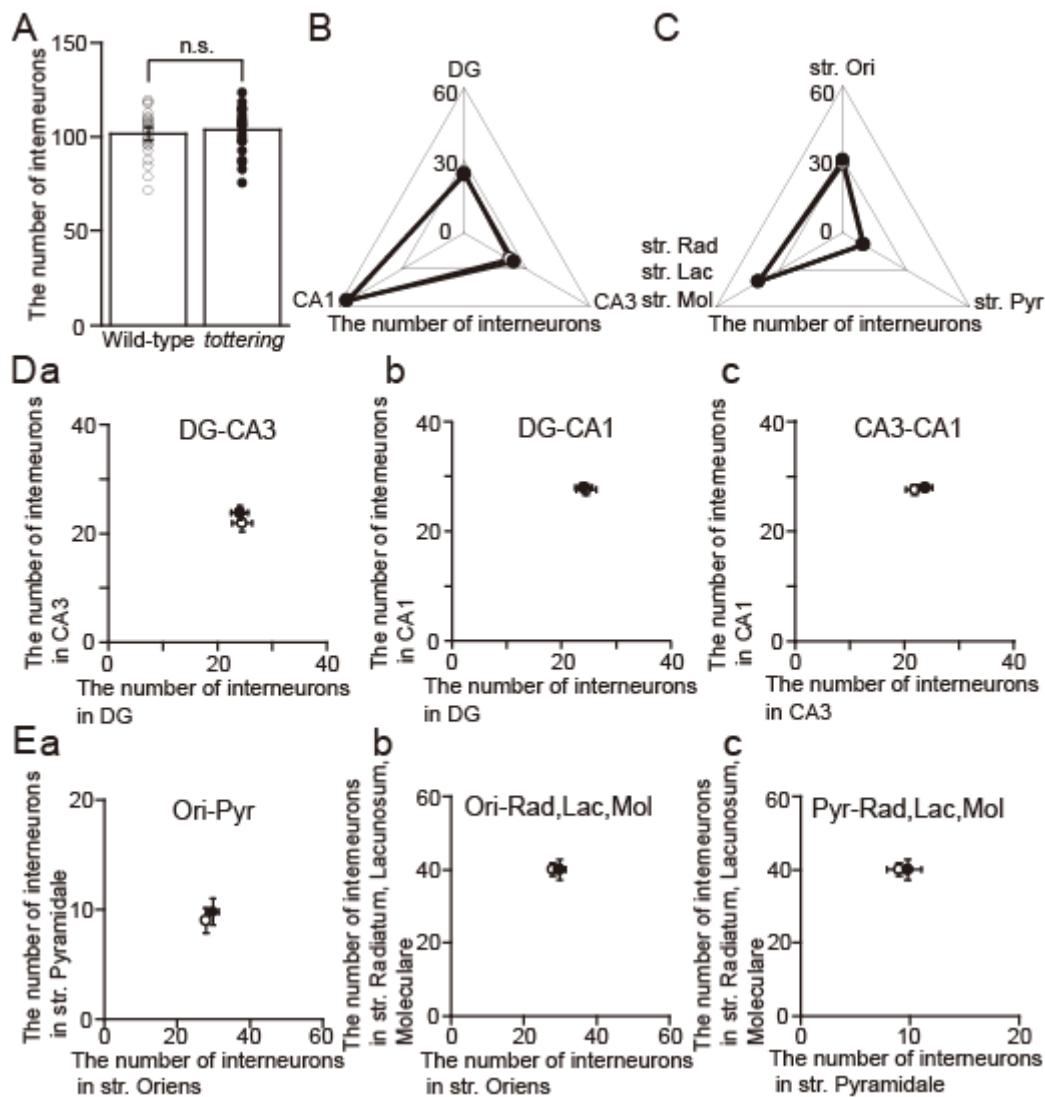 A
The number of interneurons
150
100
50
0
n.s.
Wild-type
tottering
B
DG
60
30
0
CA1
CA3
The number of interneurons
C
str. Ori
60
30
0
str. Rad
str. Lac
str. Mol
str. Pyr
The number of interneurons
Da
DG-CA3
The number of interneurons
in CA3
40
20
0
0 20 40
The number of interneurons
in DG
b
DG-CA1
The number of interneurons
in CA1
40
20
0
0 20 40
The number of interneurons
in DG
c
CA3-CA1
The number of interneurons
in CA1
40
20
0
0 20 40
The number of interneurons
in CA3
Ea
Ori-Pyr
The number of interneurons
in str. Pyramidale
20
10
0
0 20 40 60
The number of interneurons
in str. Oriens
b
Ori-Rad,Lac,Mol
The number of interneurons
in str. Radiatum, Lacunosum,
Moleculare
60
40
20
0
0 20 40 60
The number of interneurons
in str. Oriens
c
Pyr-Rad,Lac,Mol
The number of interneurons
in str. Radiatum, Lacunosum,
Moleculare
60
40
20
0
0 10 20
The number of interneurons
in str. Pyramidale